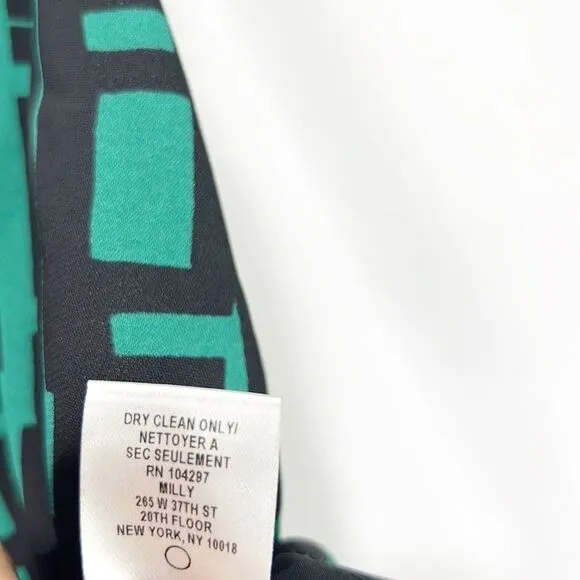 DRY CLEAN ONLY/
NETTOYER A
SEC SEULEMENT
RN 104297
MILLY
265 W 37TH ST
20TH FLOOR
NEW YORK, NY 10018